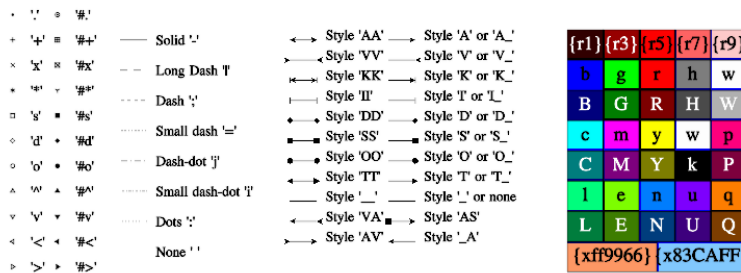 '.' '#.'
'+' '#+'
'x' '#x'
'*' '#*'
's' '#s'
'd' '#d'
'o' '#o'
'^' '#^'
'v' '#v'
'<' '#<'
'>' '#>'
Solid '-'
Long Dash '|'
Dash ';'
Small dash '='
Dash-dot 'j'
Small dash-dot 'i'
Dots ':'
None ' '
Style 'AA' Style 'A' or 'A_'
Style 'VV' Style 'V' or 'V_'
Style 'KK' Style 'K' or 'K_'
Style 'II' Style 'I' or 'I_'
Style 'DD' Style 'D' or 'D_'
Style 'SS' Style 'S' or 'S_'
Style 'OO' Style 'O' or 'O_'
Style 'TT' Style 'T' or 'T_'
Style '__' Style '_' or none
Style 'VA' Style 'AS'
Style 'AV' Style '_A'
{r1} {r3} {r5} {r7} {r9}
b g r h w
B G R H W
c m y w p
C M Y k P
l e n u q
L E N U Q
{xff9966} {x83CAFF}